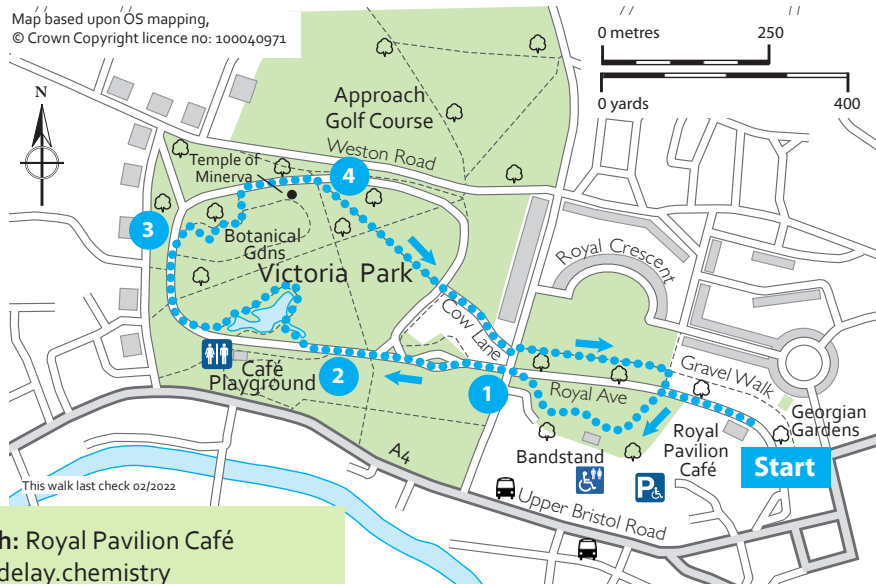 Map based upon OS mapping,
© Crown Copyright licence no: 100040971
0 metres 250
0 yards 400
N
Approach
Golf Course
Weston Road
Temple of
Minerva
4
3
Botanical
Gdns
Victoria Park
Royal Crescent
Cow Lane
Café
Playground
2
1
Royal Ave
Gravel Walk
Georgian
Gardens
Royal
Pavilion
Café
Start
Bandstand
P
A4
Upper Bristol Road
This walk last check 02/2022
h: Royal Pavilion Café
delay.chemistry